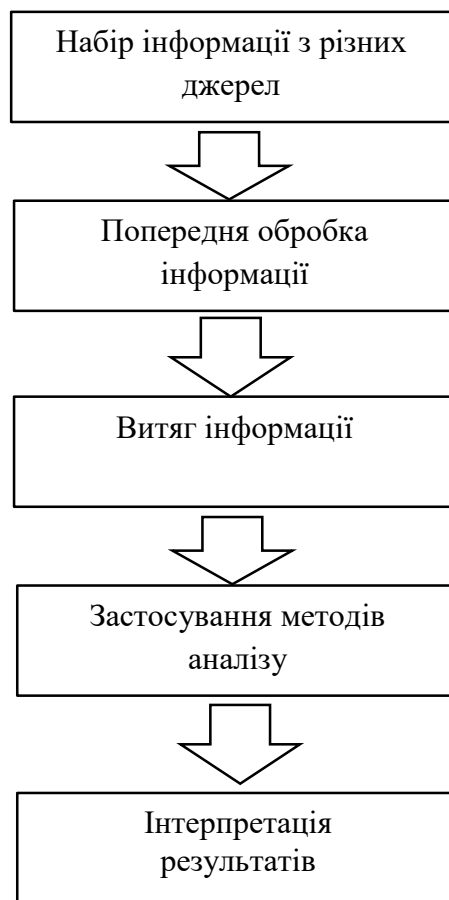 Набір інформації з різних
джерел
Попередня обробка
інформації
Витяг інформації
Застосування методів
аналізу
Інтерпретація
результатів